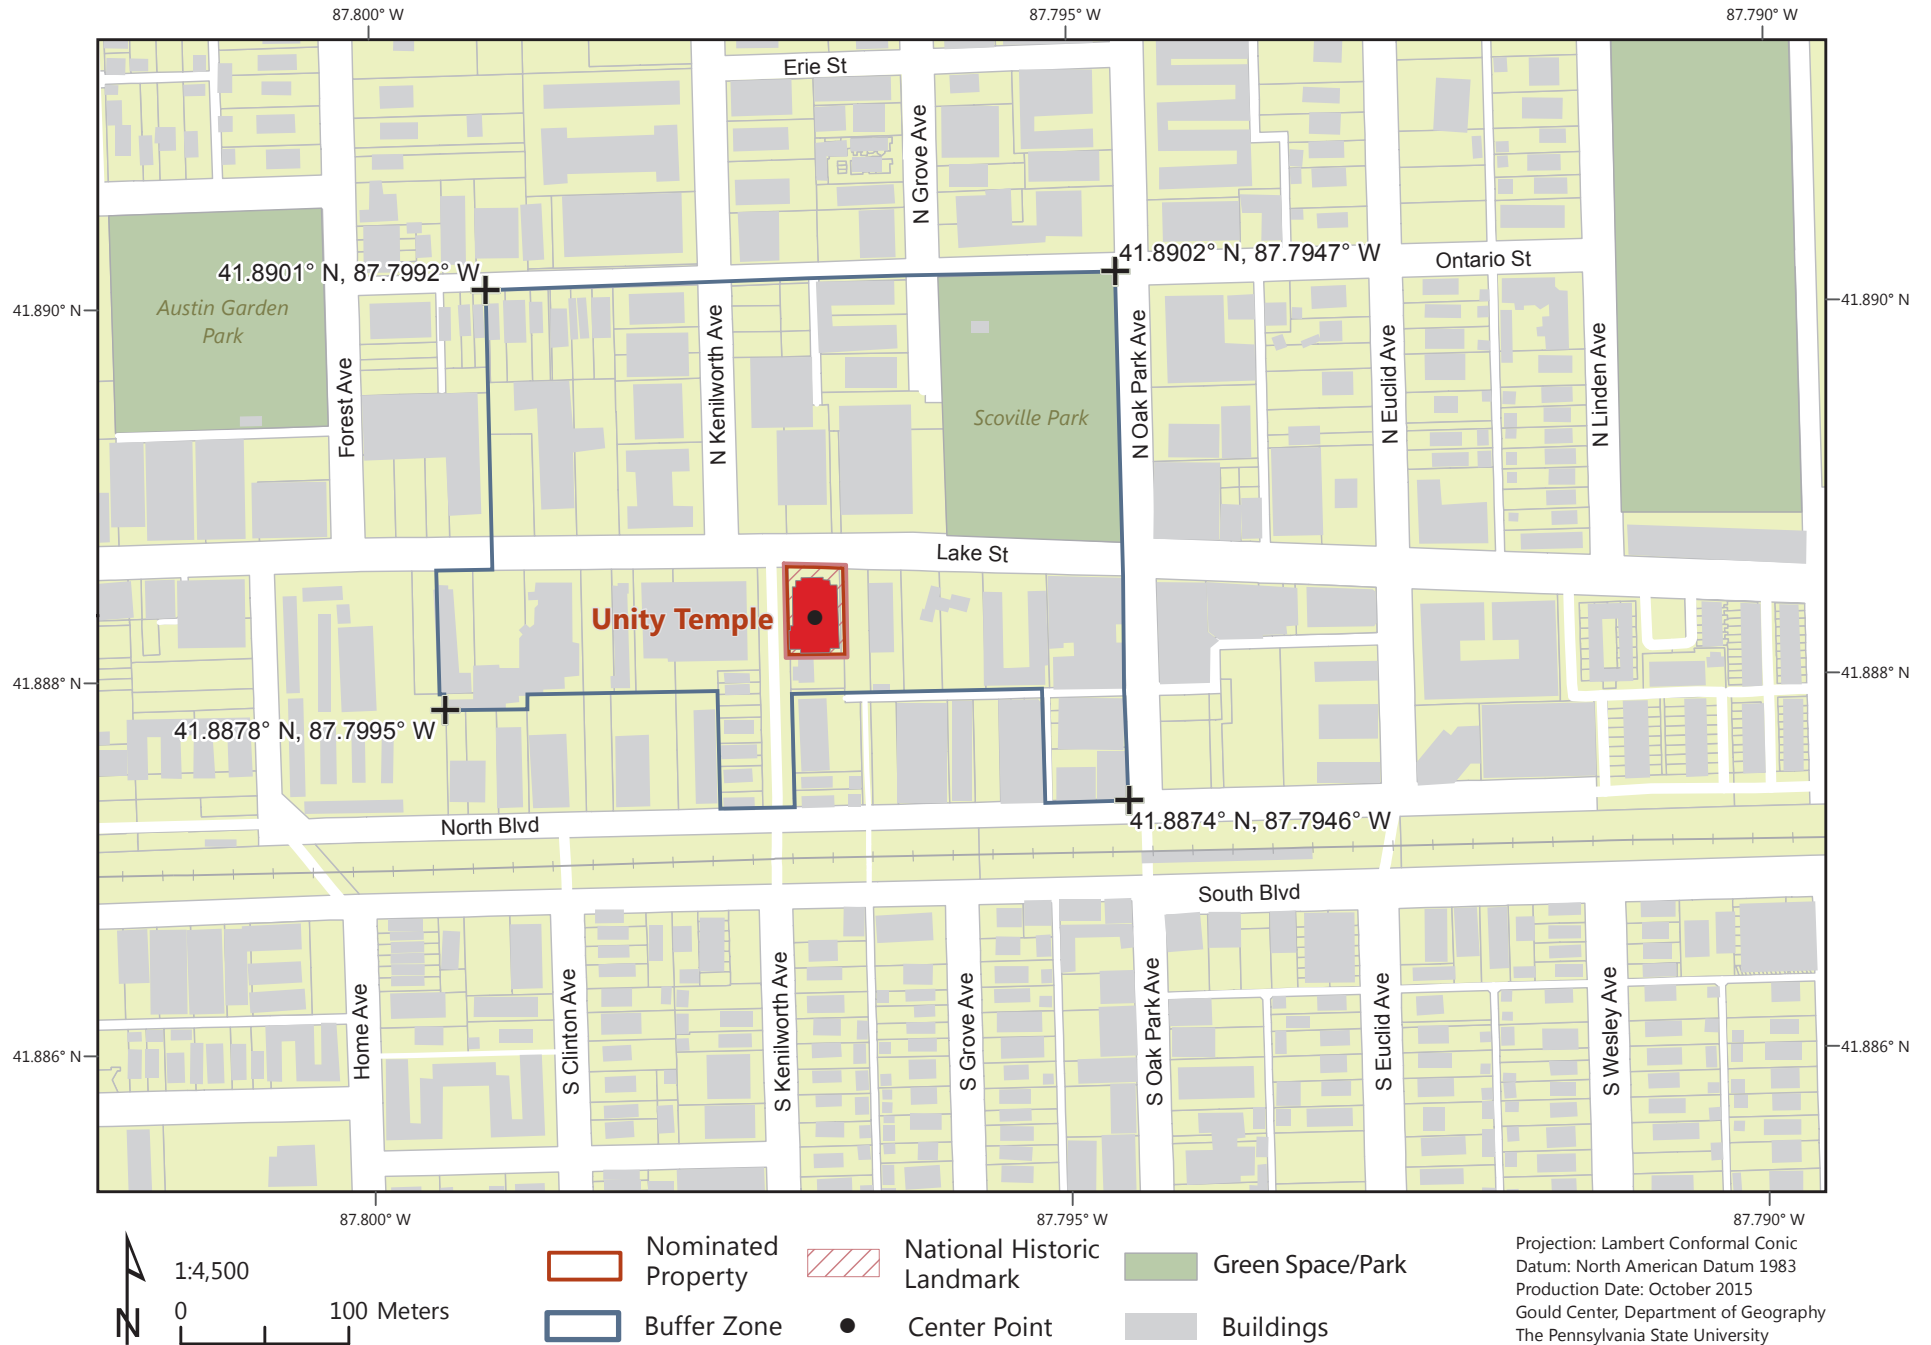 87.800° W
87.795° W
87.790° W
Erie St
N Grove Ave
41.8902° N, 87.7947° W
Ontario St
41.8901° N, 87.7992° W
41.890° N
41.890° N
Austin Garden
Park
Forest Ave
N Kenilworth Ave
N Oak Park Ave
N Euclid Ave
N Linden Ave
Scoville Park
Lake St
Unity Temple
41.888° N
41.888° N
41.8878° N, 87.7995° W
41.8874° N, 87.7946° W
North Blvd
South Blvd
Home Ave
S Clinton Ave
S Kenilworth Ave
S Grove Ave
S Oak Park Ave
S Euclid Ave
S Wesley Ave
41.886° N
41.886° N
87.800° W
87.795° W
87.790° W
N
1:4,500
0
100 Meters
Nominated
Property
Buffer Zone
National Historic
Landmark
Center Point
Green Space/Park
Buildings
Projection: Lambert Conformal Conic
Datum: North American Datum 1983
Production Date: October 2015
Gould Center, Department of Geography
The Pennsylvania State University